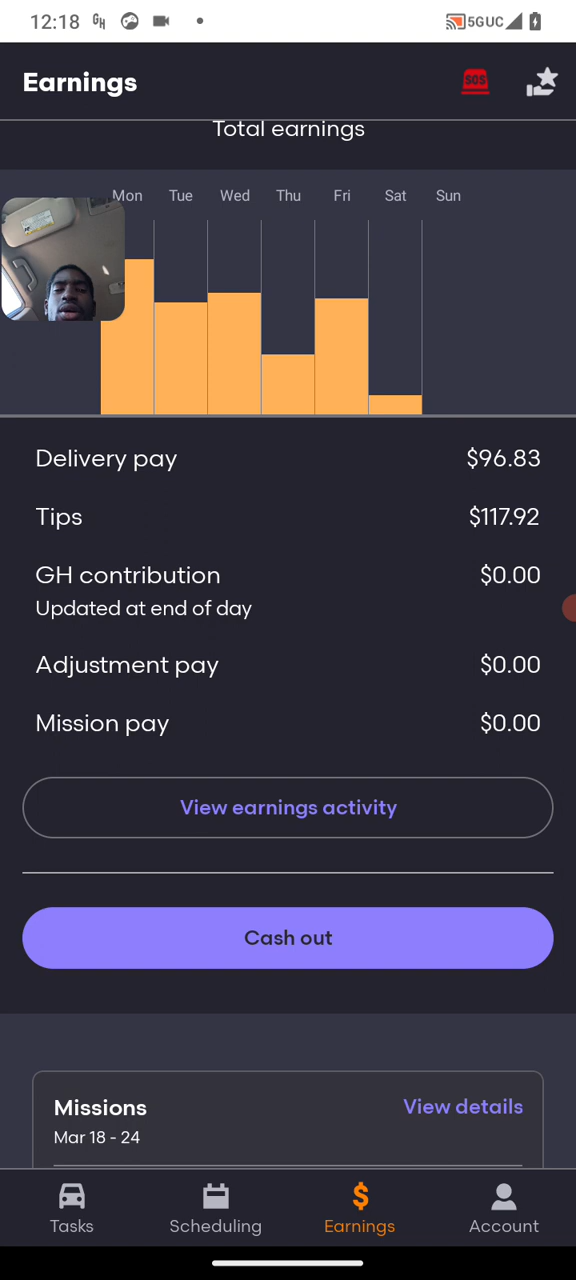 12:18 GH 5GUC
Earnings SOS
Total earnings
Mon Tue Wed Thu Fri Sat Sun
Delivery pay $96.83
Tips $117.92
GH contribution $0.00
Updated at end of day
Adjustment pay $0.00
Mission pay $0.00
View earnings activity
Cash out
Missions View details
Mar 18 - 24
Tasks Scheduling Earnings Account